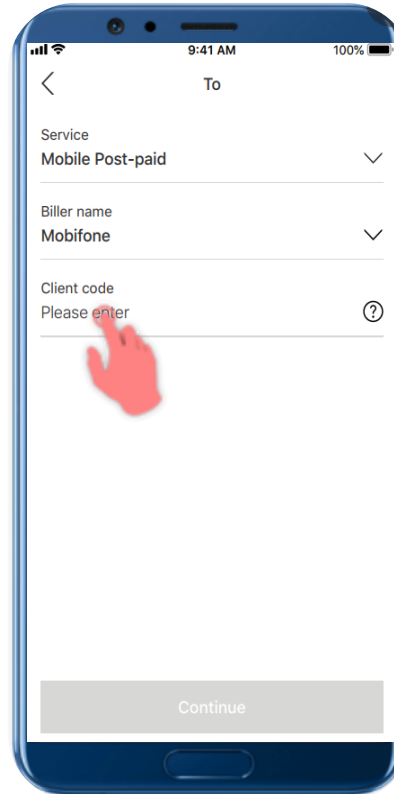 9:41 AM
100%
To
Service
Mobile Post-paid
Biller name
Mobifone
Client code
Please enter
?
Continue